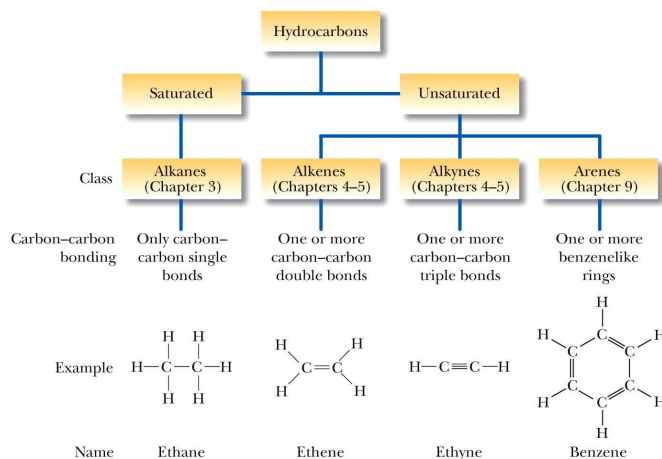 Hydrocarbons
Saturated
Unsaturated
Class
Alkanes
(Chapter 3)
Alkenes
(Chapters 4–5)
Alkynes
(Chapters 4–5)
Arenes
(Chapter 9)
Carbon–carbon
bonding
Only carbon–
carbon single
bonds
One or more
carbon–carbon
double bonds
One or more
carbon–carbon
triple bonds
One or more
benzenelike
rings
Example
H H
H—C—C—H
H H
H H
C=C
H H
H—C≡C—H
H
H C H
C C
C C
H C H
H
Name
Ethane
Ethene
Ethyne
Benzene